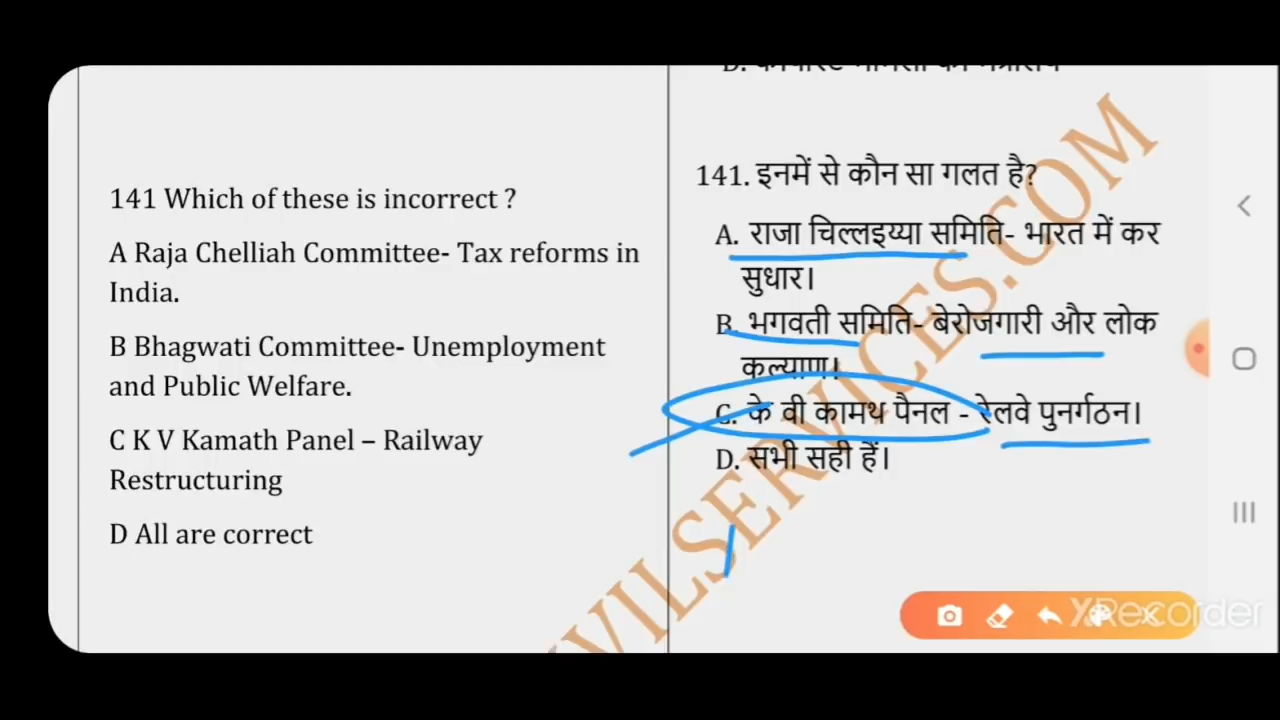 141 Which of these is incorrect ?
A Raja Chelliah Committee- Tax reforms in
India.
B Bhagwati Committee- Unemployment
and Public Welfare.
C K V Kamath Panel – Railway
Restructuring
D All are correct
141. इनमें से कौन सा गलत है?
A. राजा चिल्लइय्या समिति- भारत में कर
सुधार।
B. भगवती समिति- बेरोजगारी और लोक
कल्याण।
C. के वी कामथ पैनल - रेलवे पुनर्गठन।
D. सभी सही हैं।
VILSERVICES.COM
XRecorder